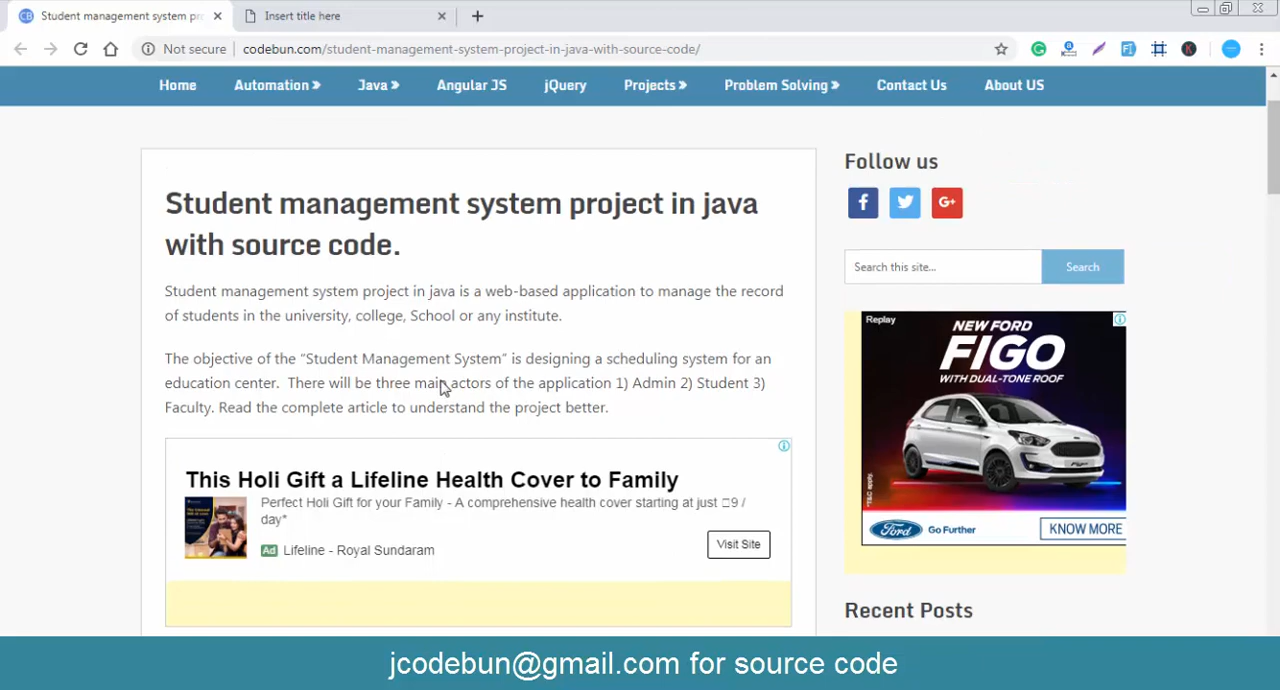 Student management system pro
Insert title here
Not secure
codebun.com/student-management-system-project-in-java-with-source-code/
Home
Automation »
Java »
Angular JS
jQuery
Projects »
Problem Solving »
Contact Us
About US
Student management system project in java
with source code.
Student management system project in java is a web-based application to manage the record
of students in the university, college, School or any institute.
The objective of the “Student Management System” is designing a scheduling system for an
education center. There will be three main actors of the application 1) Admin 2) Student 3)
Faculty. Read the complete article to understand the project better.
This Holi Gift a Lifeline Health Cover to Family
Perfect Holi Gift for your Family - A comprehensive health cover starting at just □9 /
day*
Ad Lifeline - Royal Sundaram
Visit Site
Follow us
Search this site...
Search
Replay
NEW FORD
FIGO
WITH DUAL-TONE ROOF
*T&C apply.
Ford
Go Further
KNOW MORE
Recent Posts
jcodebun@gmail.com for source code